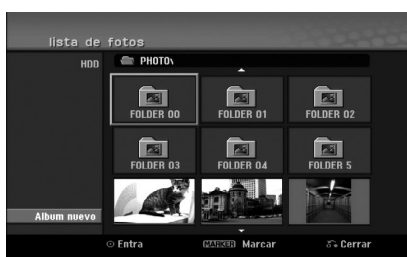 lista de fotos
HDD
PHOTO\
FOLDER 00
FOLDER 01
FOLDER 02
FOLDER 03
FOLDER 04
FOLDER 5
Album nuevo
Entra
MARKER Marcar
Cerrar